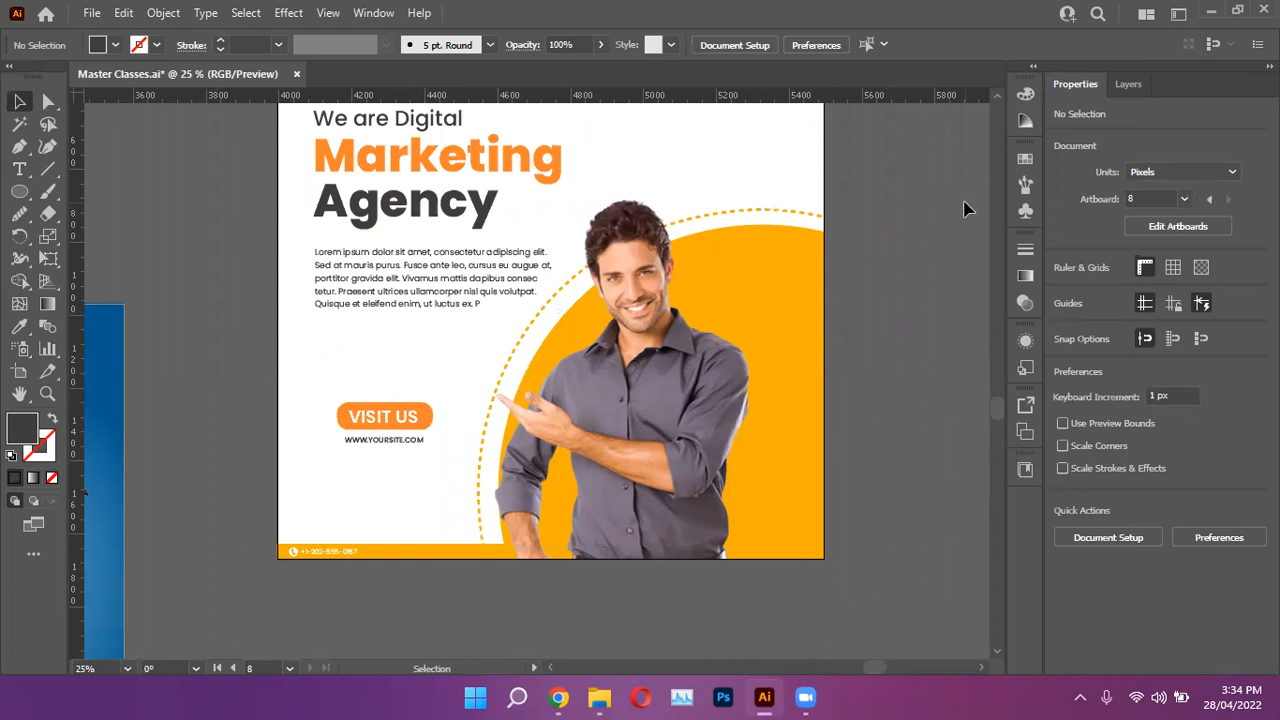 File Edit Object Type Select Effect View Window Help
No Selection
Stroke:
5 pt. Round
Opacity: 100%
Style:
Document Setup
Preferences
Master Classes.ai* @ 25 % (RGB/Preview)
3600 3800 4000 4200 4400 4600 4800 5000 5200 5400 5600 5800
We are Digital
Marketing
Agency
Lorem ipsum dolor sit amet, consectetur adipiscing elit.
Sed at mauris purus. Fusce ante leo, cursus eu augue at,
porttitor gravida elit. Vivamus mattis dapibus consec
tetur. Praesent ultrices ullamcorper nisl quis volutpat.
Quisque at eleifend enim, ut luctus ex. P
VISIT US
WWW.YOURSITE.COM
+1-202-555-0167
Properties Layers
No Selection
Document
Units: Pixels
Artboard: 8
Edit Artboards
Ruler & Grids
Guides
Snap Options
Preferences
Keyboard Increment: 1 px
Use Preview Bounds
Scale Corners
Scale Strokes & Effects
Quick Actions
Document Setup
Preferences
25% 0° 8 Selection
Ps Ai
3:34 PM
28/04/2022